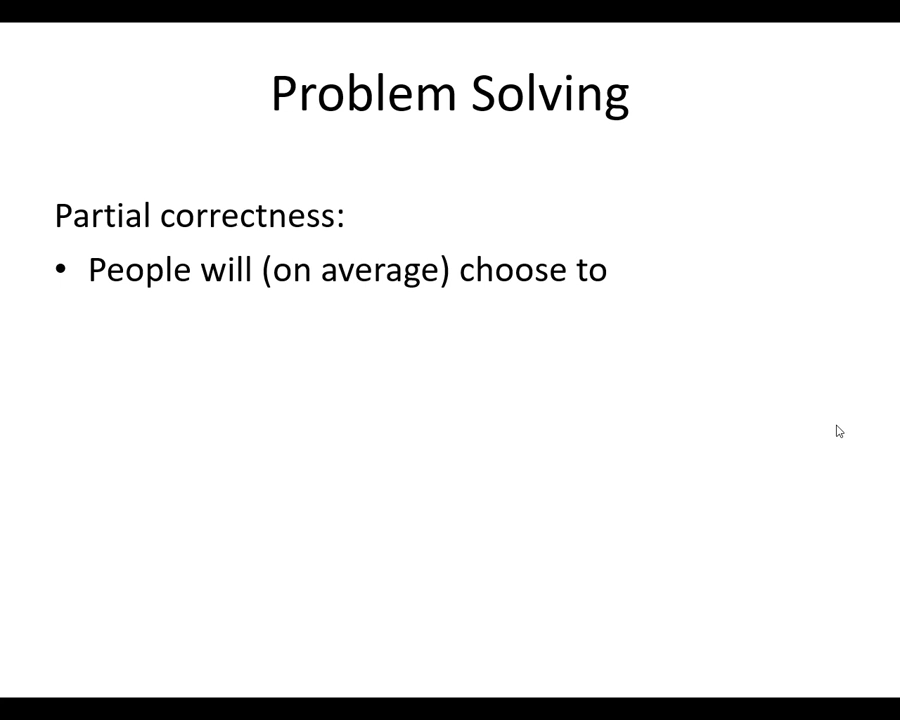 Problem Solving
Partial correctness:
• People will (on average) choose to